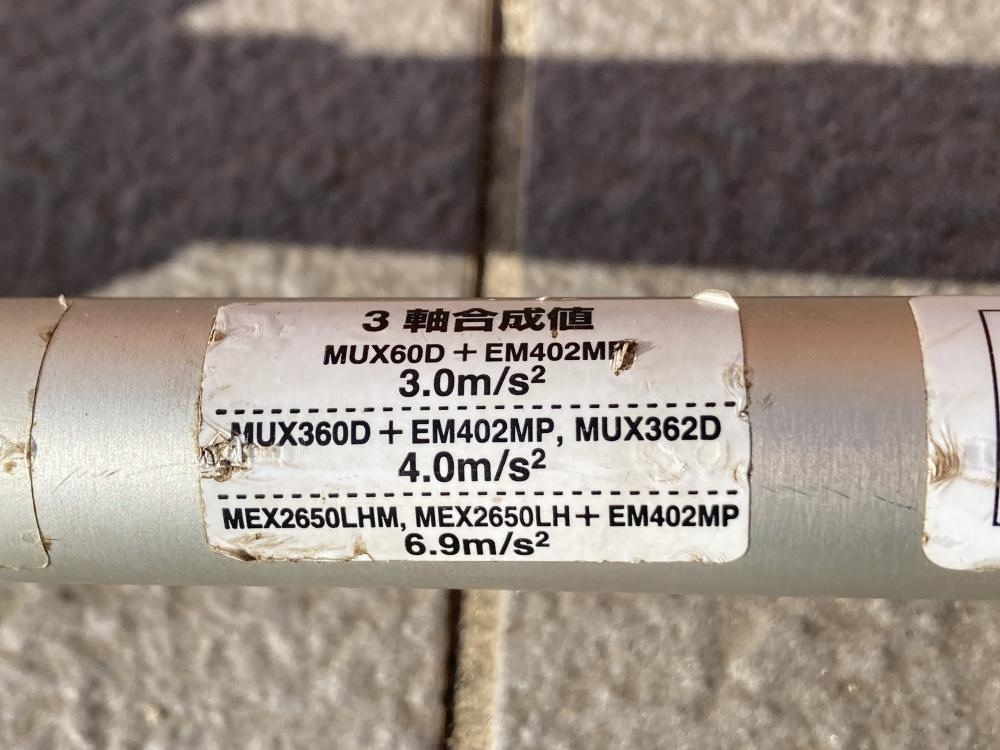 3 軸合成値
MUX60D + EM402MP
3.0m/s²
MUX360D + EM402MP, MUX362D
4.0m/s²
MEX2650LHM, MEX2650LH + EM402MP
6.9m/s²